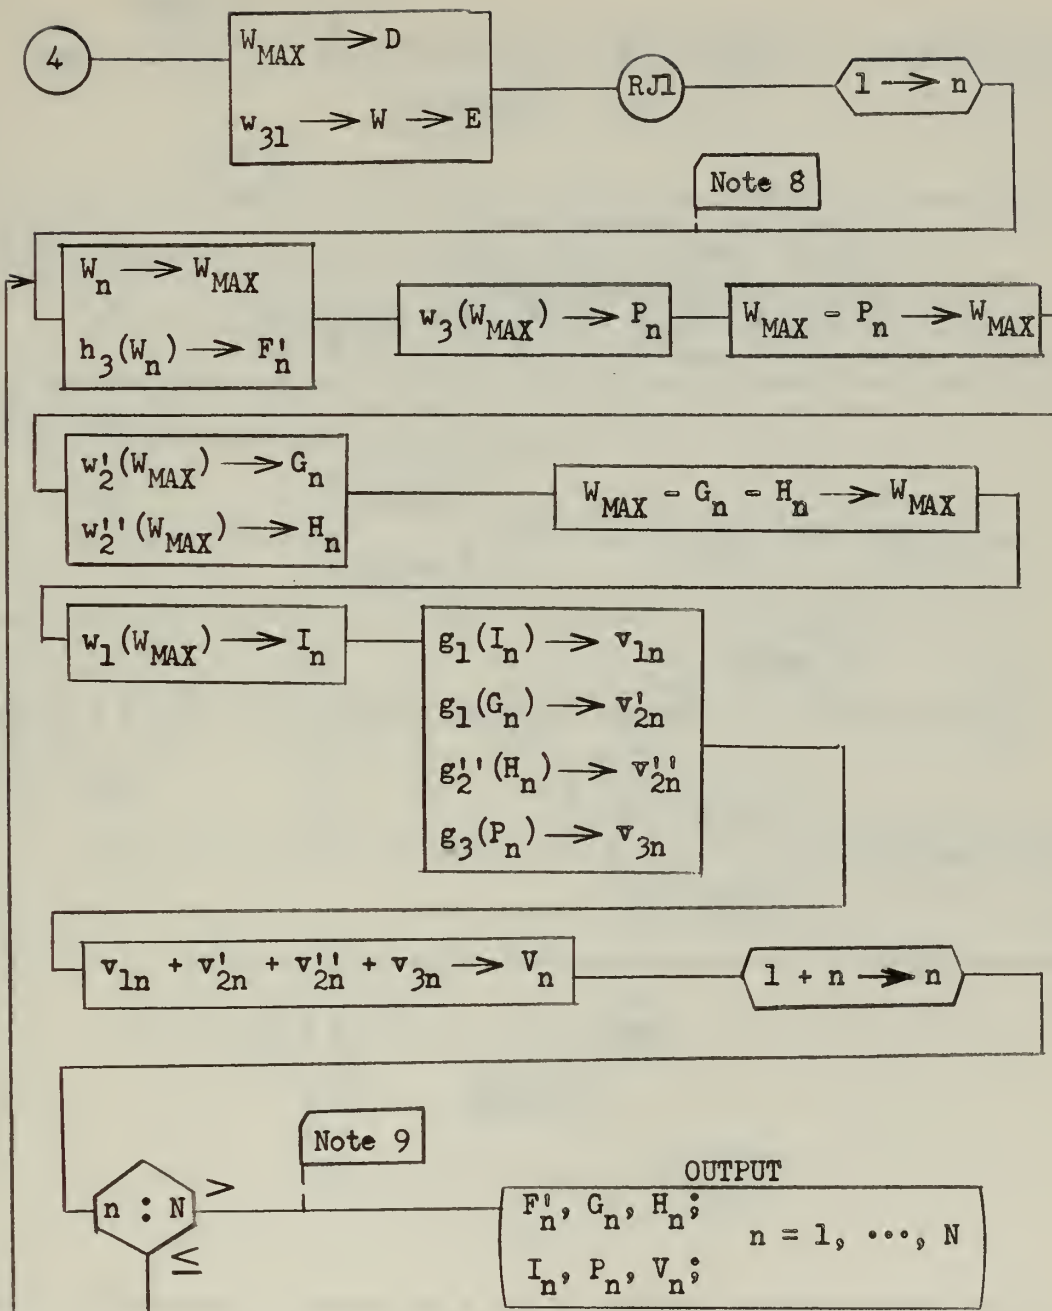 4
W_MAX → D
w_31 → W → E
RJ1
1 → n
Note 8
W_n → W_MAX
h_3(W_n) → F'_n
w_3(W_MAX) → P_n
W_MAX - P_n → W_MAX
w'_2(W_MAX) → G_n
w''_2(W_MAX) → H_n
W_MAX - G_n - H_n → W_MAX
w_1(W_MAX) → I_n
g_1(I_n) → v_1n
g_1(G_n) → v'_2n
g''_2(H_n) → v''_2n
g_3(P_n) → v_3n
v_1n + v'_2n + v''_2n + v_3n → V_n
1 + n → n
Note 9
n : N
>
≤
OUTPUT
F'_n, G_n, H_n;
I_n, P_n, V_n;
n = 1, ···, N